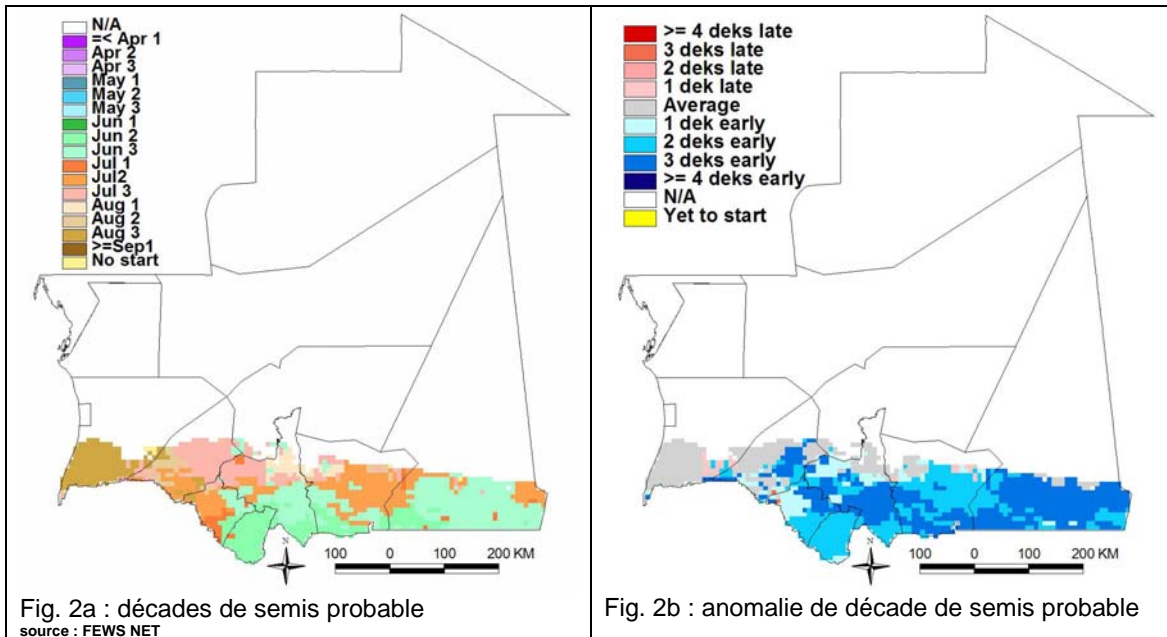 N/A
=< Apr 1
Apr 2
Apr 3
May 1
May 2
May 3
Jun 1
Jun 2
Jun 3
Jul 1
Jul2
Jul 3
Aug 1
Aug 2
Aug 3
>=Sep1
No start
N
100 0 100 200 KM
Fig. 2a : décades de semis probable
source : FEWS NET
>= 4 deks late
3 deks late
2 deks late
1 dek late
Average
1 dek early
2 deks early
3 deks early
>= 4 deks early
N/A
Yet to start
N
100 0 100 200 KM
Fig. 2b : anomalie de décade de semis probable